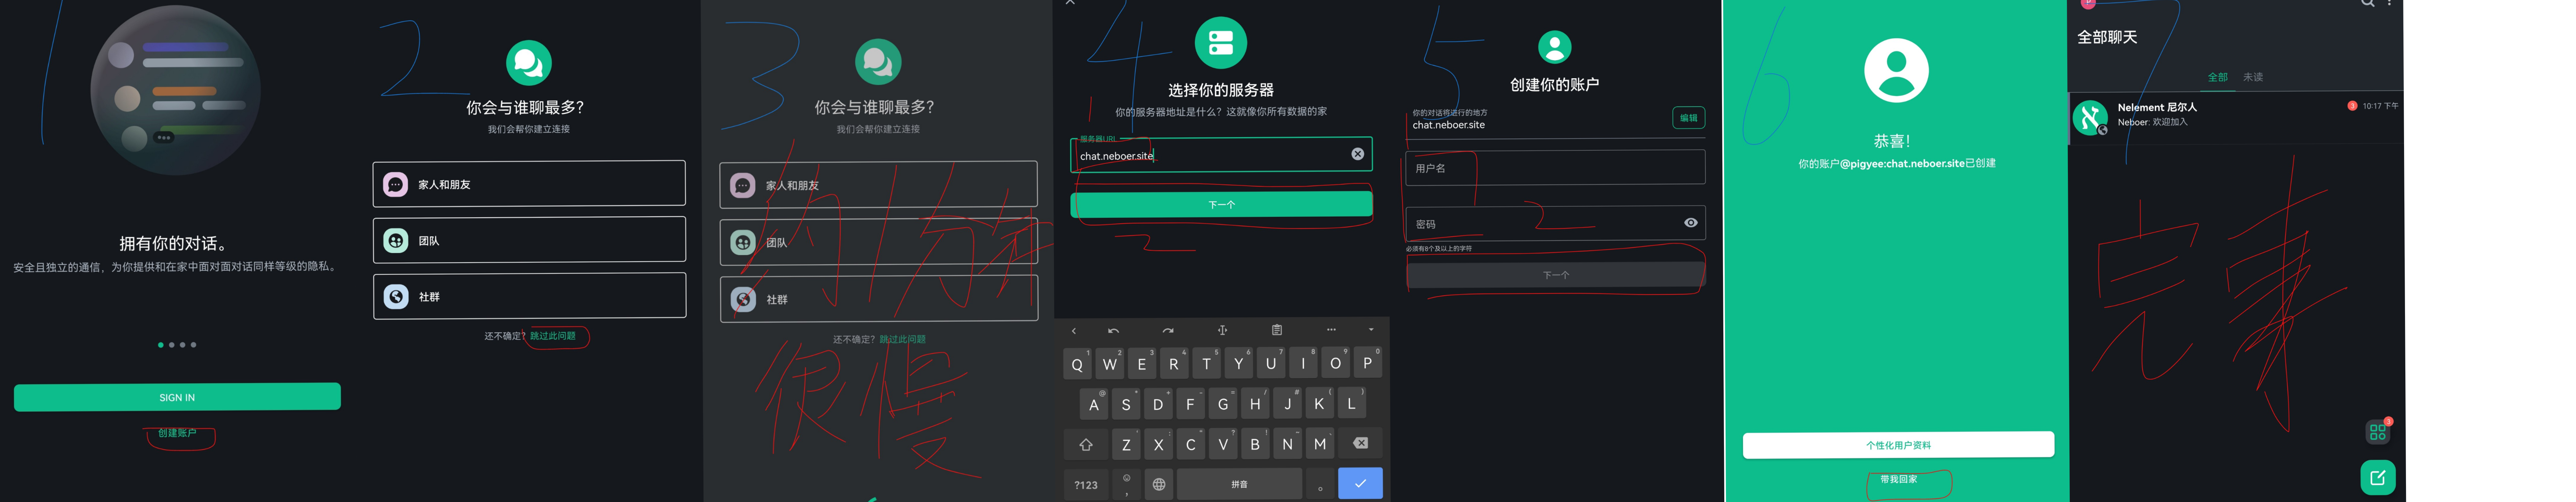 1
拥有你的对话。
安全且独立的通信，为你提供和在家中面对面对话同样等级的隐私。
SIGN IN
创建账户
2
你会与谁聊最多？
我们会帮你建立连接
家人和朋友
团队
社群
还不确定？跳过此问题
3
你会与谁聊最多？
我们会帮你建立连接
家人和朋友
团队
社群
还不确定？跳过此问题
很慢
4
选择你的服务器
你的服务器地址是什么？这就像你所有数据的家
1
服务器URL
chat.neboer.site
下一个
2
Q W E R T Y U I O P
A S D F G H J K L
Z X C V B N M
?123
拼音
5
创建你的账户
你的对话将进行的地方
chat.neboer.site
编辑
1
用户名
密码
2
必须有8个及以上的字符
下一个
6
恭喜！
你的账户@pigyee:chat.neboer.site已创建
个性化用户资料
带我回家
7
P
全部聊天
全部 未读
Nelement 尼尔人
3 10:17 下午
Neboer: 欢迎加入
完事
3